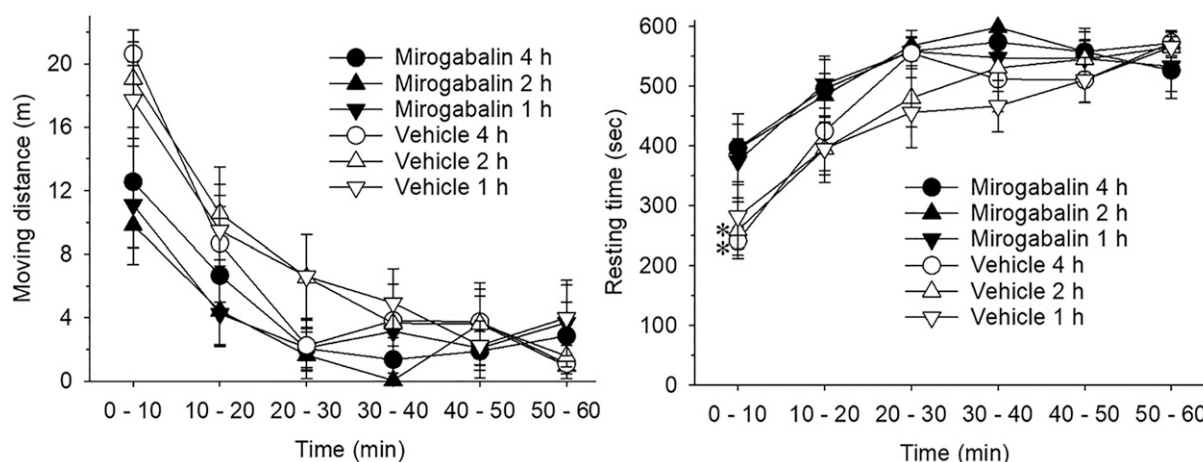 20
16
12
8
4
0
Moving distance (m)
Mirogabalin 4 h
Mirogabalin 2 h
Mirogabalin 1 h
Vehicle 4 h
Vehicle 2 h
Vehicle 1 h
0 - 10 10 - 20 20 - 30 30 - 40 40 - 50 50 - 60
Time (min)
600
500
400
300
200
100
0
Resting time (sec)
*
*
Mirogabalin 4 h
Mirogabalin 2 h
Mirogabalin 1 h
Vehicle 4 h
Vehicle 2 h
Vehicle 1 h
0 - 10 10 - 20 20 - 30 30 - 40 40 - 50 50 - 60
Time (min)